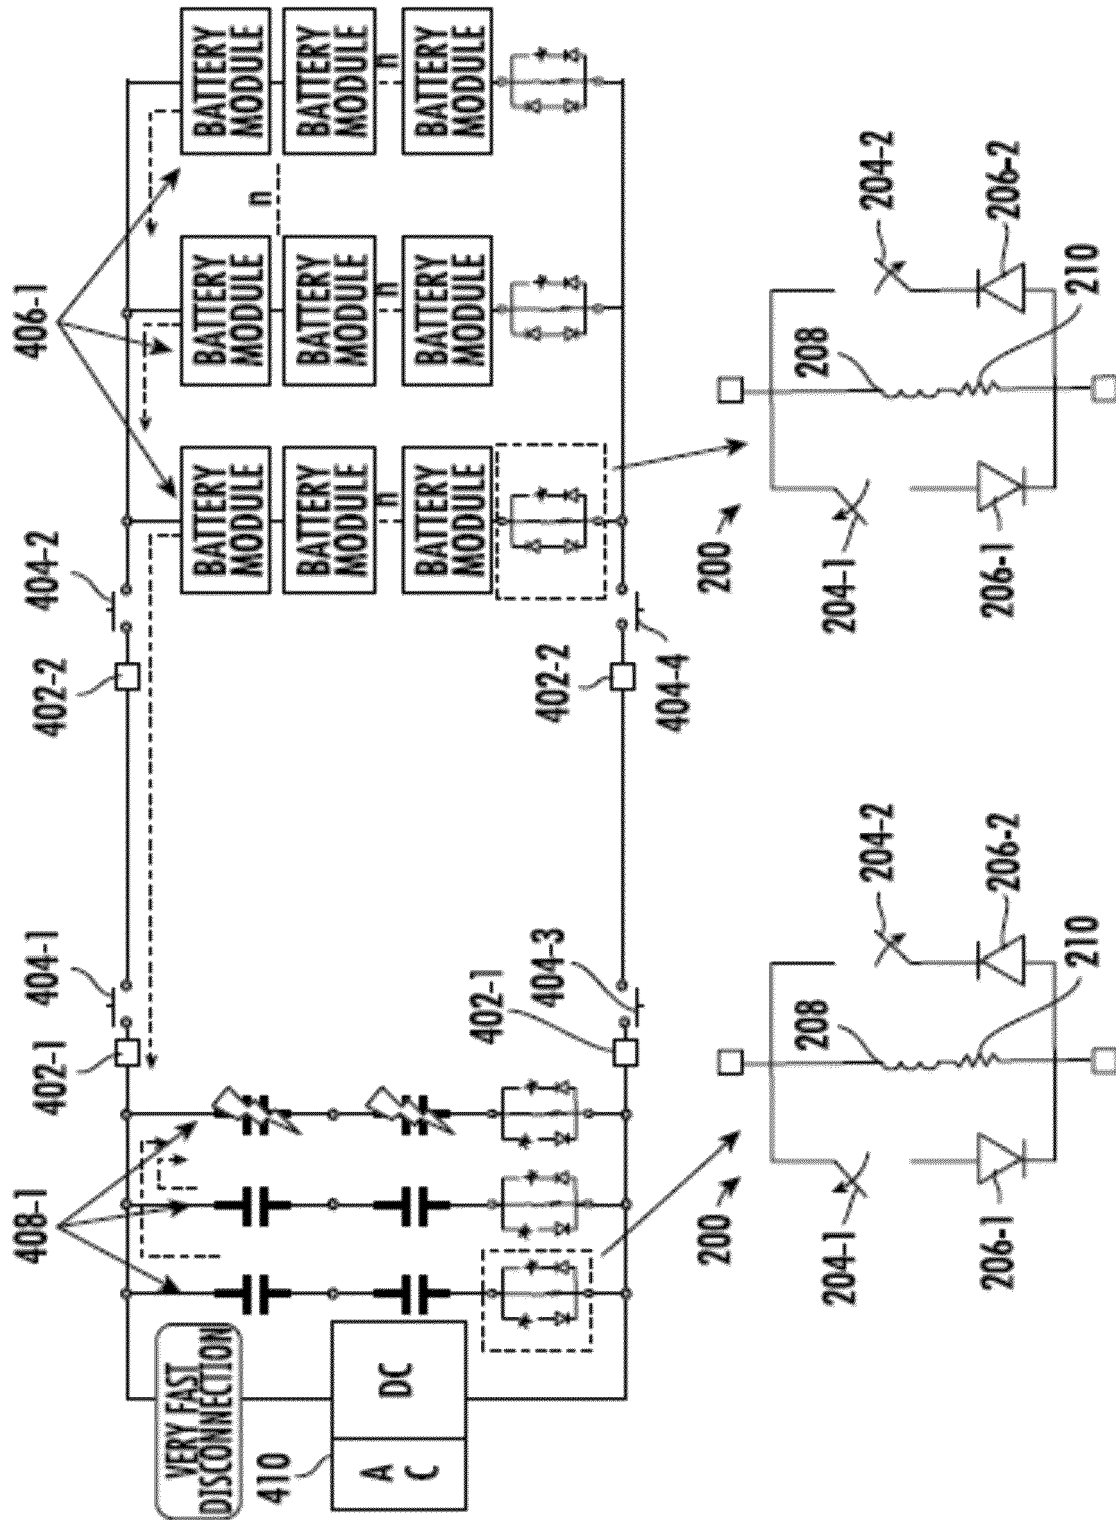 408-1
402-1
404-1
402-2
404-2
406-1
VERY FAST
DISCONNECTION
BATTERY
MODULE
BATTERY
MODULE
BATTERY
MODULE
n
410
A
C
DC
BATTERY
MODULE
BATTERY
MODULE
BATTERY
MODULE
n
n
n
BATTERY
MODULE
BATTERY
MODULE
BATTERY
MODULE
402-1
404-3
402-2
404-4
200
208
204-1
204-2
206-1
206-2
210
200
208
204-1
204-2
206-1
206-2
210